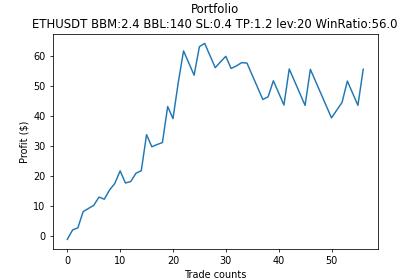 Portfolio
ETHUSDT BBM:2.4 BBL:140 SL:0.4 TP:1.2 lev:20 WinRatio:56.0
60
50
40
30
20
10
0
Profit ($)
0 10 20 30 40 50
Trade counts